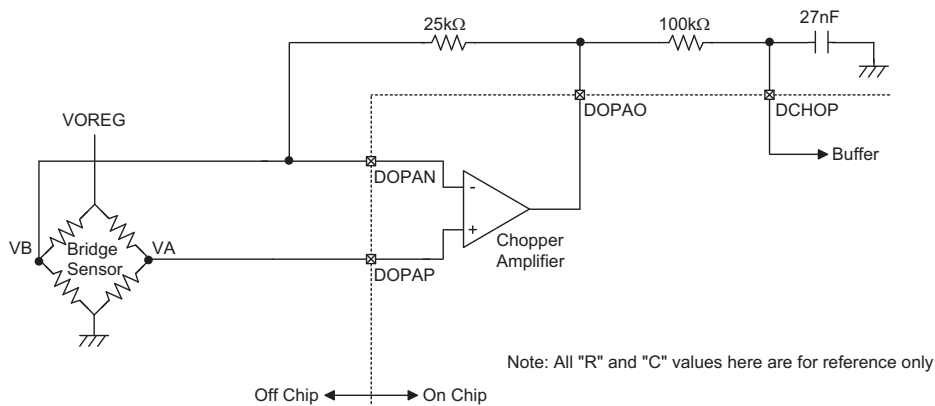 25kΩ
100kΩ
27nF
DOPAO
DCHOP
VOREG
Buffer
DOPAN
-
VB
Bridge
Sensor
VA
+
Chopper
Amplifier
DOPAP
Note: All "R" and "C" values here are for reference only
Off Chip
On Chip